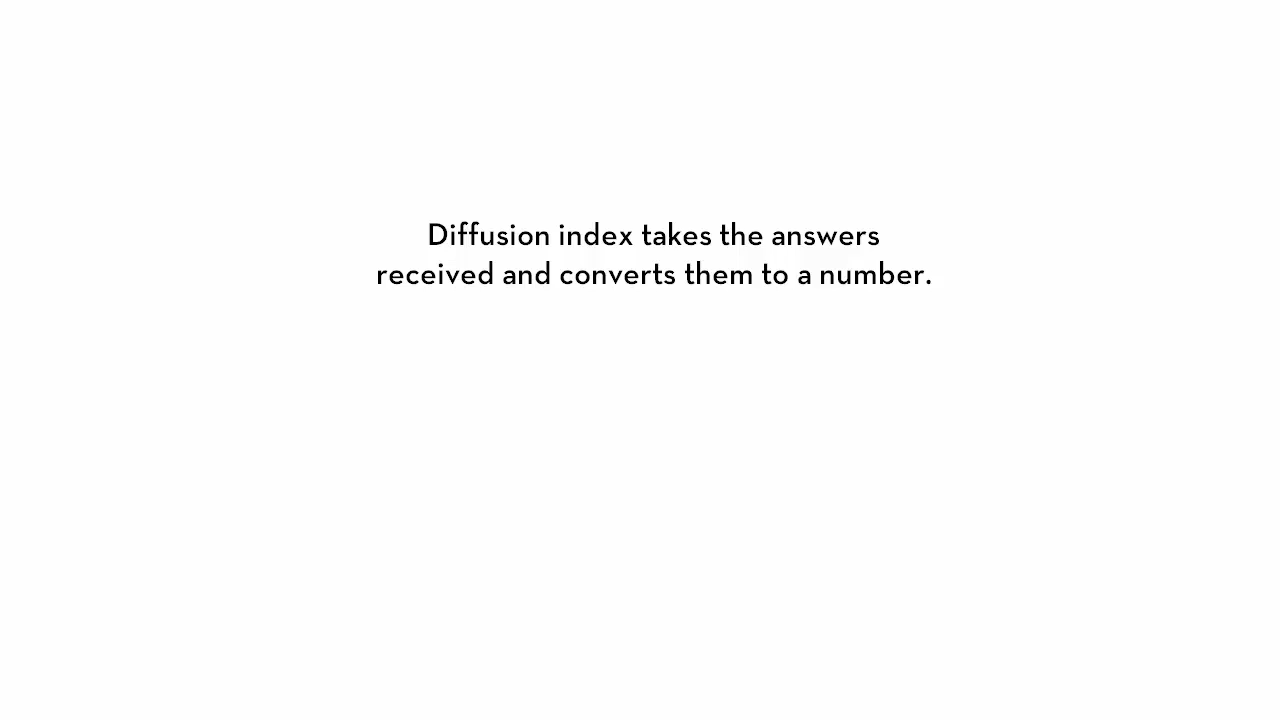 Diffusion index takes the answers
received and converts them to a number.